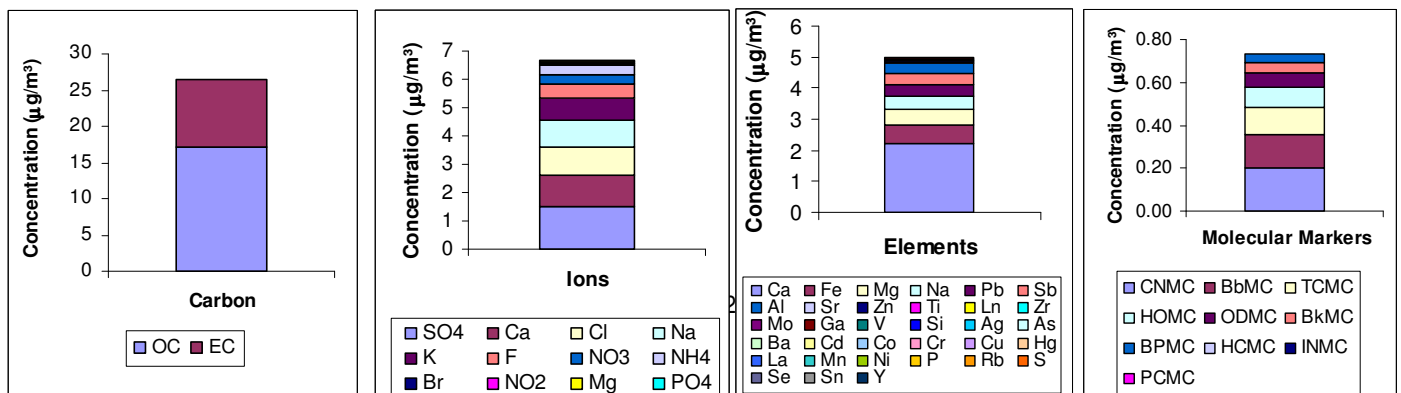 Concentration (µg/m³)
30
25
20
15
10
5
0
Carbon
OC EC
Concentration (µg/m³)
7
6
5
4
3
2
1
0
Ions
SO4 Ca Cl Na
K F NO3 NH4
Br NO2 Mg PO4
Concentration (µg/m³)
6
5
4
3
2
1
0
Elements
Ca Fe Mg Na Pb Sb
Al Sr Zn Ti Ln Zr
Mo Ga V Si Ag As
Ba Cd Co Cr Cu Hg
La Mn Ni P Rb S
Se Sn Y
Concentration (µg/m³)
0.80
0.60
0.40
0.20
0.00
Molecular Markers
CNMC BbMC TCMC
HOMC ODMC BkMC
BPMC HCMC INMC
PCMC